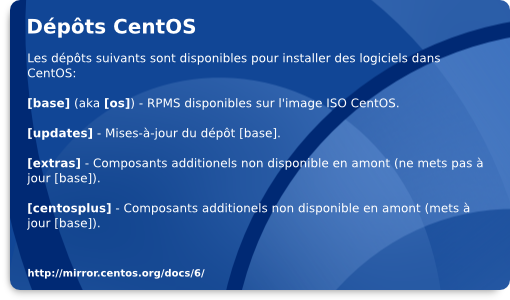 Dépôts CentOS
Les dépôts suivants sont disponibles pour installer des logiciels dans
CentOS:
[base] (aka [os]) - RPMS disponibles sur l'image ISO CentOS.
[updates] - Mises-à-jour du dépôt [base].
[extras] - Composants additionels non disponible en amont (ne mets pas à
jour [base]).
[centosplus] - Composants additionels non disponible en amont (mets à
jour [base]).
http://mirror.centos.org/docs/6/